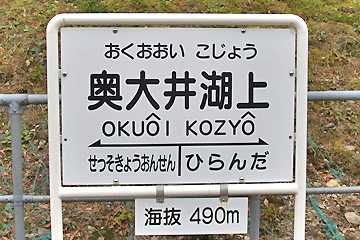 おくおおい こじょう
奥大井湖上
OKUÔI KOZYÔ
せっそきょうおんせん ひらんだ
海抜 490m